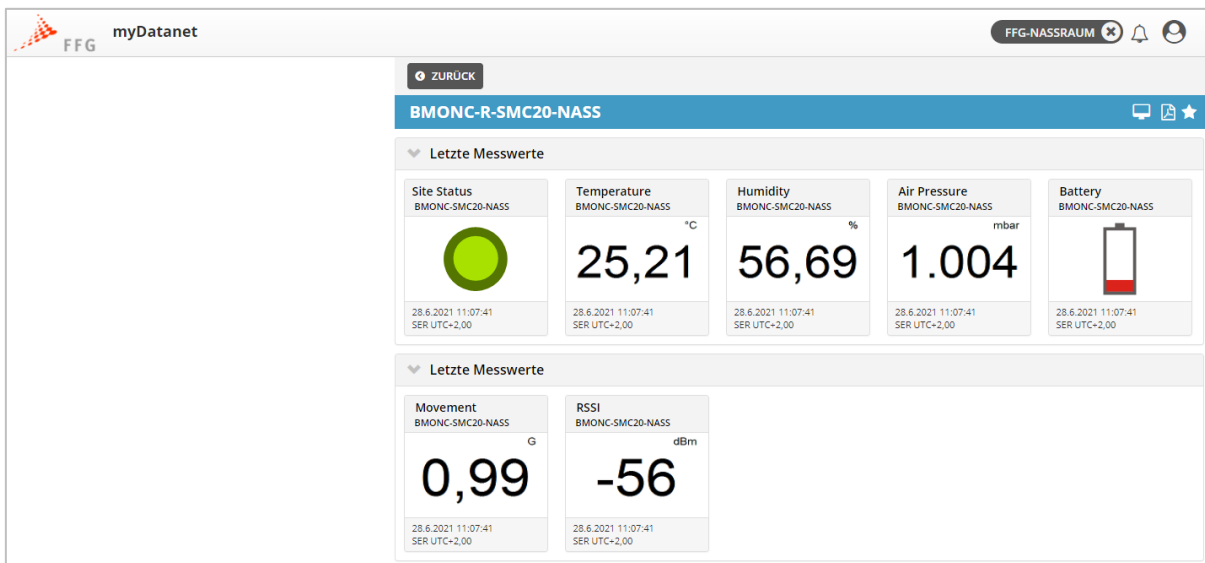 FFG
myDatanet
FFG-NASSRAUM
ZURÜCK
BMONC-R-SMC20-NASS
Letzte Messwerte
Site Status
BMONC-SMC20-NASS
28.6.2021 11:07:41
SER UTC+2,00
Temperature
BMONC-SMC20-NASS
°C
25,21
28.6.2021 11:07:41
SER UTC+2,00
Humidity
BMONC-SMC20-NASS
%
56,69
28.6.2021 11:07:41
SER UTC+2,00
Air Pressure
BMONC-SMC20-NASS
mbar
1.004
28.6.2021 11:07:41
SER UTC+2,00
Battery
BMONC-SMC20-NASS
28.6.2021 11:07:41
SER UTC+2,00
Letzte Messwerte
Movement
BMONC-SMC20-NASS
G
0,99
28.6.2021 11:07:41
SER UTC+2,00
RSSI
BMONC-SMC20-NASS
dBm
-56
28.6.2021 11:07:41
SER UTC+2,00